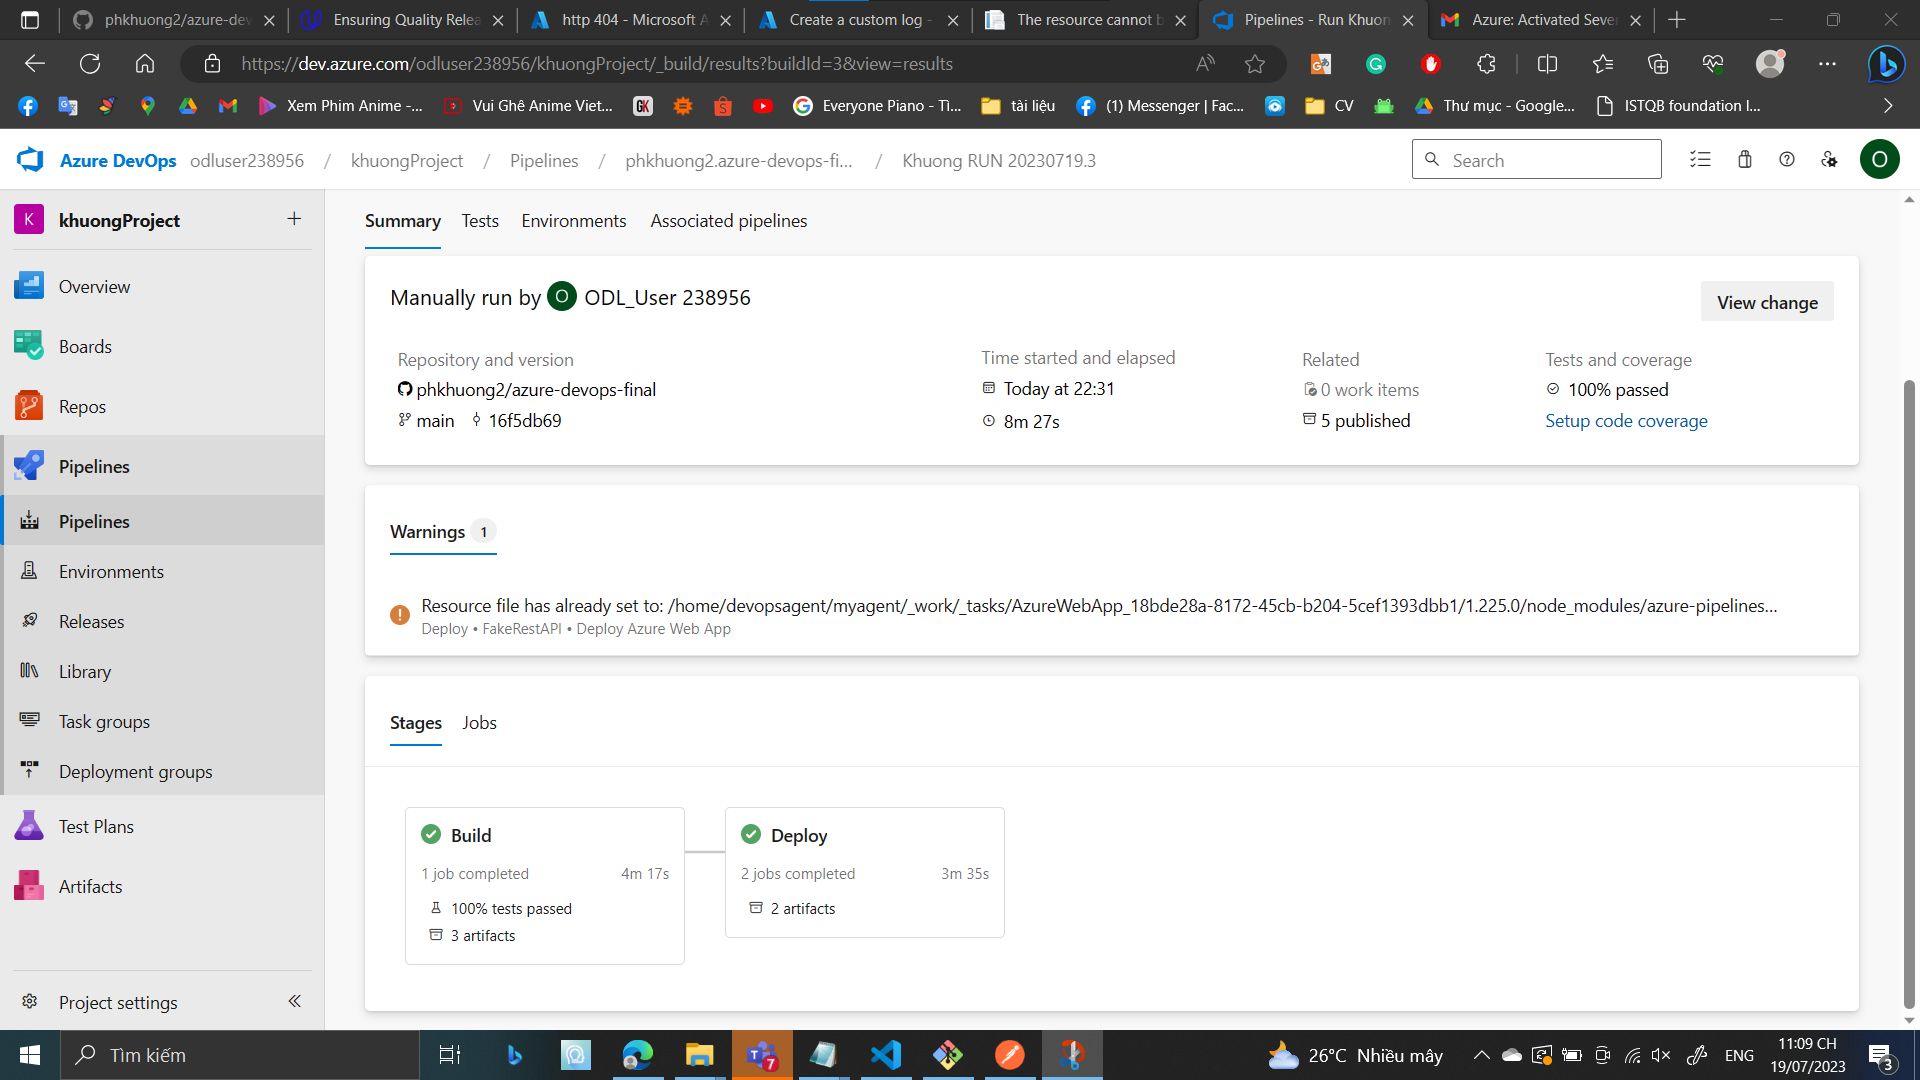 phkhuong2/azure-dev
Ensuring Quality Relea
http 404 - Microsoft A
Create a custom log -
The resource cannot b
Pipelines - Run Khuon
Azure: Activated Sever
https://dev.azure.com/odluser238956/khuongProject/_build/results?buildId=3&view=results
Xem Phim Anime -...
Vui Ghê Anime Viet...
Everyone Piano - Tì...
tài liệu
(1) Messenger | Fac...
CV
Thư mục - Google...
ISTQB foundation l...
Azure DevOps
odluser238956 / khuongProject / Pipelines / phkhuong2.azure-devops-fi... / Khuong RUN 20230719.3
Search
O
K khuongProject
Overview
Boards
Repos
Pipelines
Pipelines
Environments
Releases
Library
Task groups
Deployment groups
Test Plans
Artifacts
Project settings
Summary Tests Environments Associated pipelines
Manually run by O ODL_User 238956
View change
Repository and version
phkhuong2/azure-devops-final
main 16f5db69
Time started and elapsed
Today at 22:31
8m 27s
Related
0 work items
5 published
Tests and coverage
100% passed
Setup code coverage
Warnings 1
Resource file has already set to: /home/devopsagent/myagent/_work/_tasks/AzureWebApp_18bde28a-8172-45cb-b204-5cef1393dbb1/1.225.0/node_modules/azure-pipelines...
Deploy • FakeRestAPI • Deploy Azure Web App
Stages Jobs
Build
1 job completed 4m 17s
100% tests passed
3 artifacts
Deploy
2 jobs completed 3m 35s
2 artifacts
Tìm kiếm
7
26°C Nhiều mây
ENG
11:09 CH
19/07/2023
3